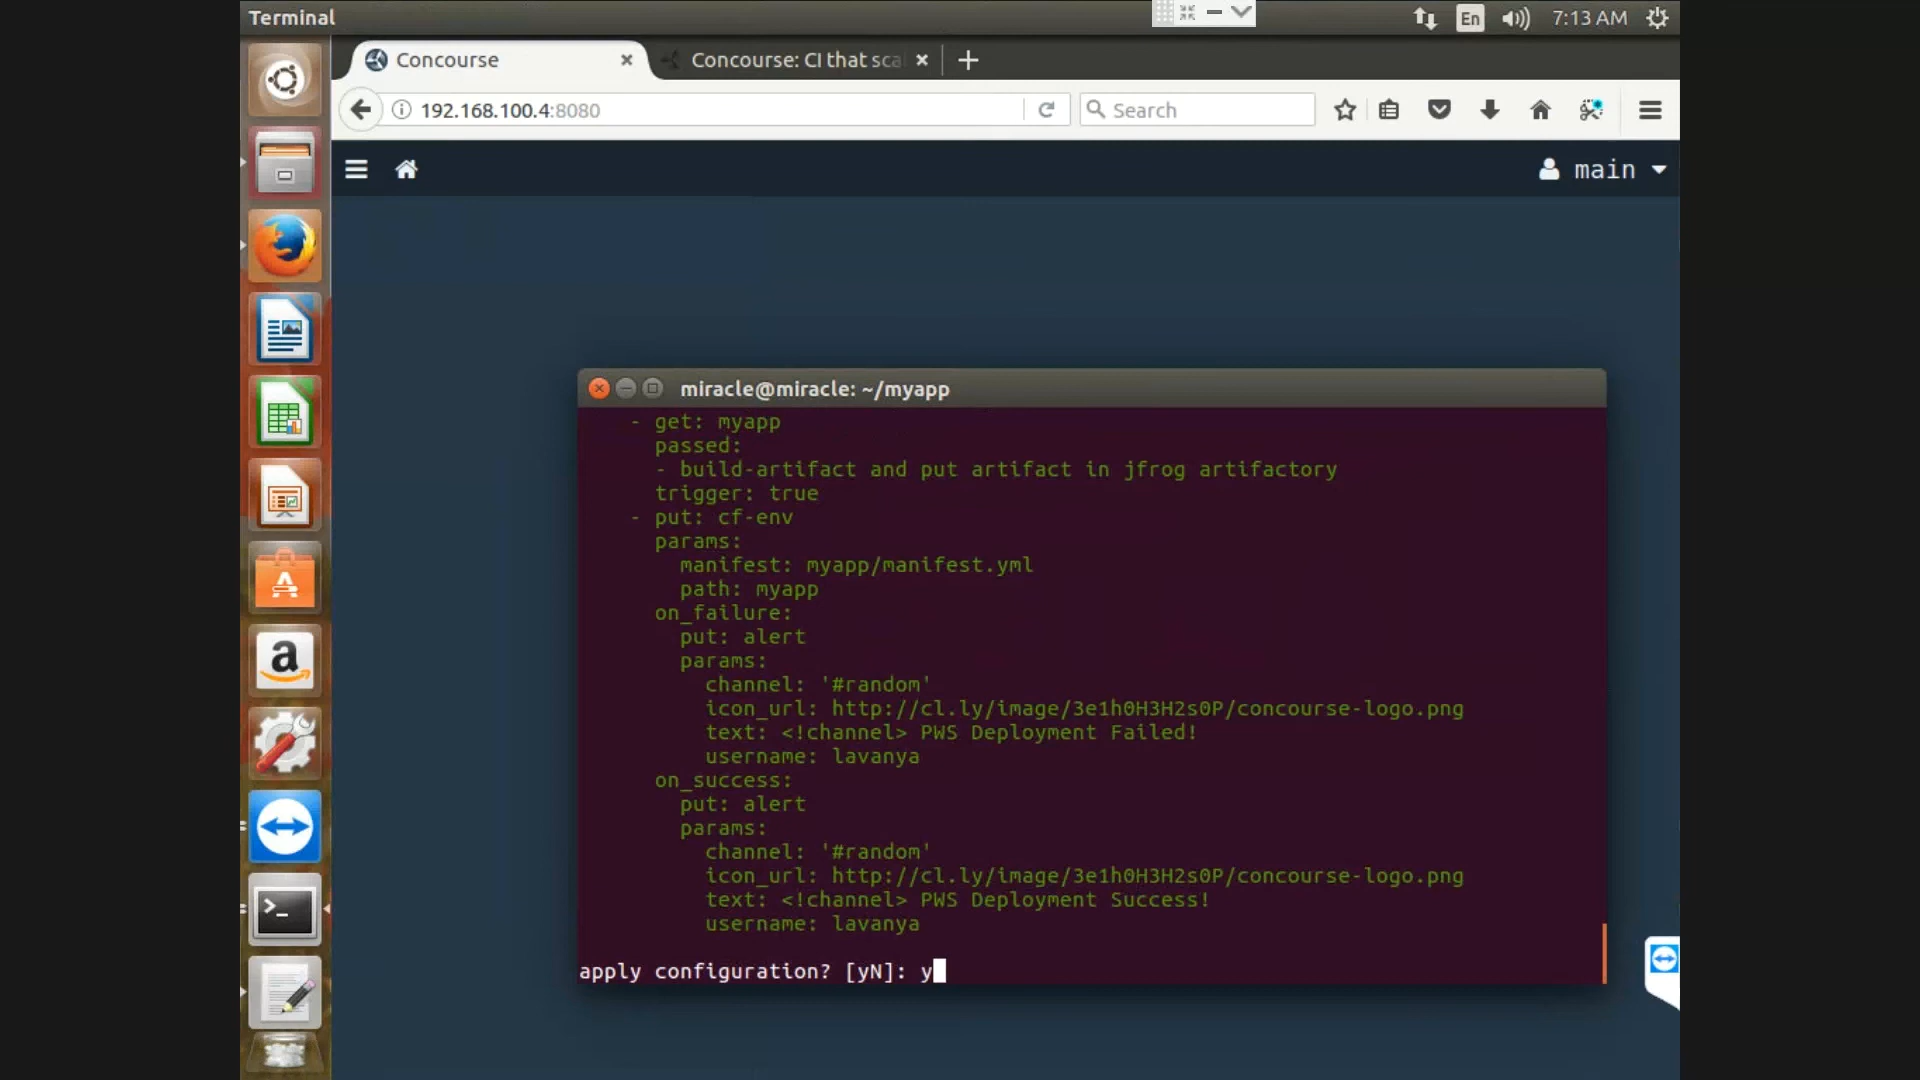 Terminal
En
7:13 AM
Concourse
Concourse: CI that sca
192.168.100.4:8080
Search
main
miracle@miracle: ~/myapp
- get: myapp
passed:
- build-artifact and put artifact in jfrog artifactory
trigger: true
- put: cf-env
params:
manifest: myapp/manifest.yml
path: myapp
on_failure:
put: alert
params:
channel: '#random'
icon_url: http://cl.ly/image/3e1h0H3H2s0P/concourse-logo.png
text: <!channel> PWS Deployment Failed!
username: lavanya
on_success:
put: alert
params:
channel: '#random'
icon_url: http://cl.ly/image/3e1h0H3H2s0P/concourse-logo.png
text: <!channel> PWS Deployment Success!
username: lavanya
apply configuration? [yN]: y